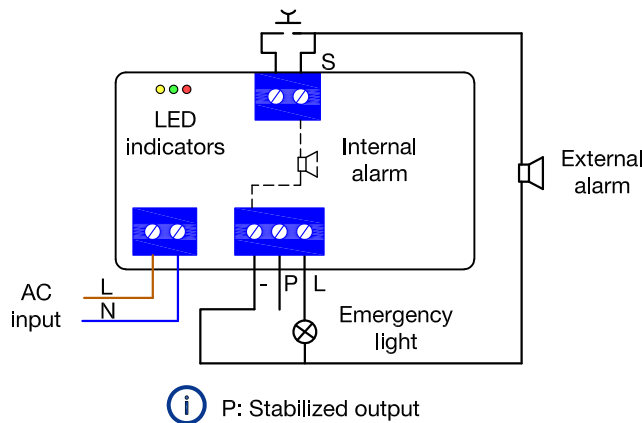 S
LED
indicators
Internal
alarm
External
alarm
AC
input
L
N
- P L
Emergency
light
i P: Stabilized output